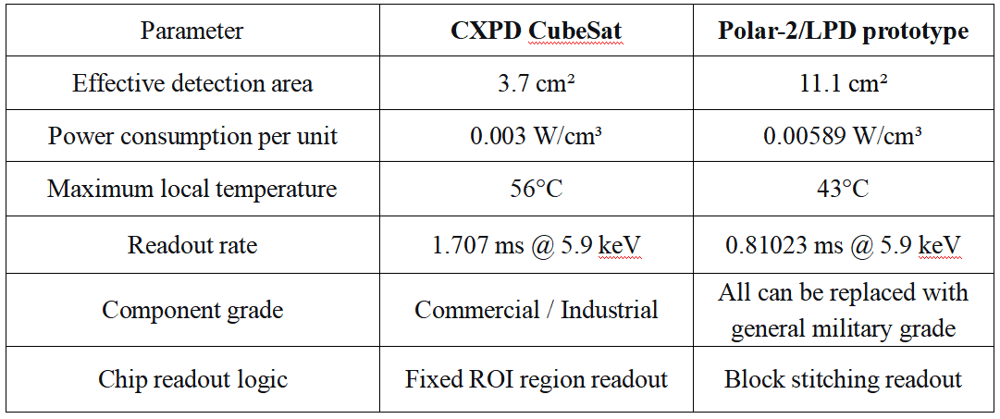 Parameter CXPD CubeSat Polar-2/LPD prototype
Effective detection area 3.7 cm² 11.1 cm²
Power consumption per unit 0.003 W/cm³ 0.00589 W/cm³
Maximum local temperature 56°C 43°C
Readout rate 1.707 ms @ 5.9 keV 0.81023 ms @ 5.9 keV
Component grade Commercial / Industrial All can be replaced with
general military grade
Chip readout logic Fixed ROI region readout Block stitching readout